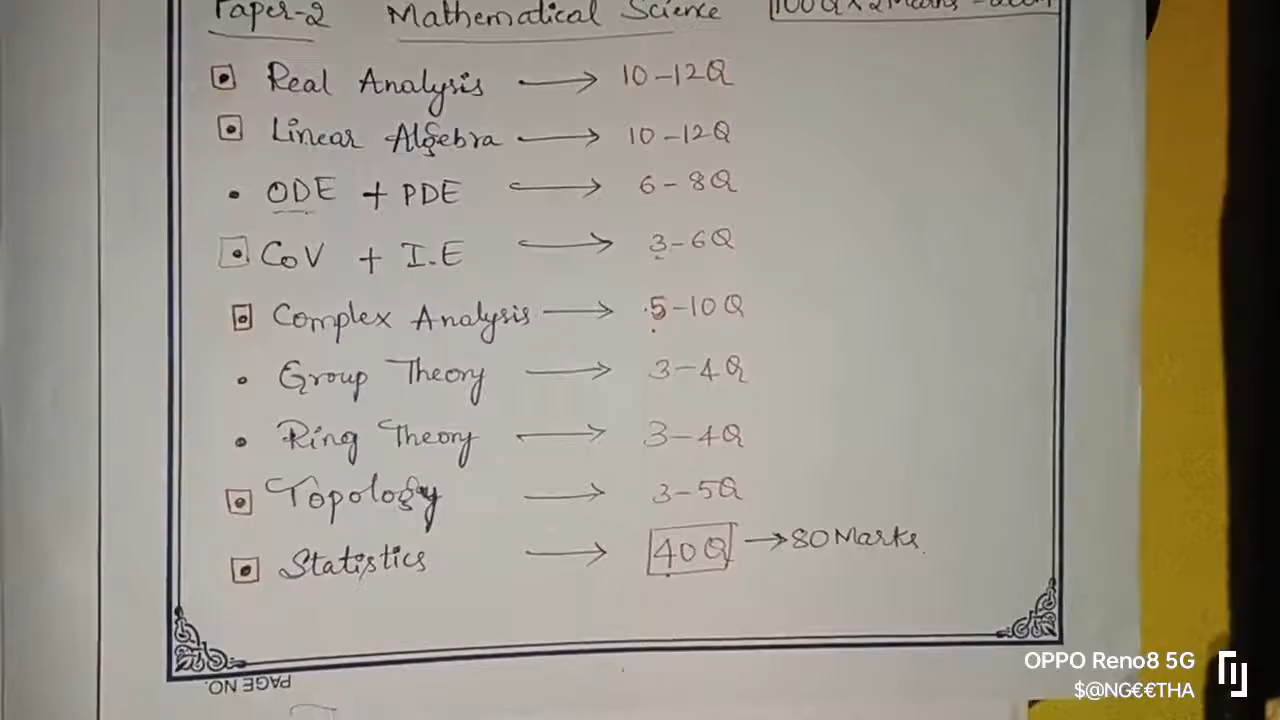 Paper-2 Mathematical Science 100Q x 2Marks
Real Analysis → 10-12Q
Linear Algebra → 10-12Q
• ODE + PDE → 6-8Q
CoV + I.E → 3-6Q
Complex Analysis → 5-10Q
• Group Theory → 3-4Q
• Ring Theory → 3-4Q
Topology → 3-5Q
Statistics → 40Q → 80Marks.
PAGE NO.
OPPO Reno8 5G
$@NG€€THA